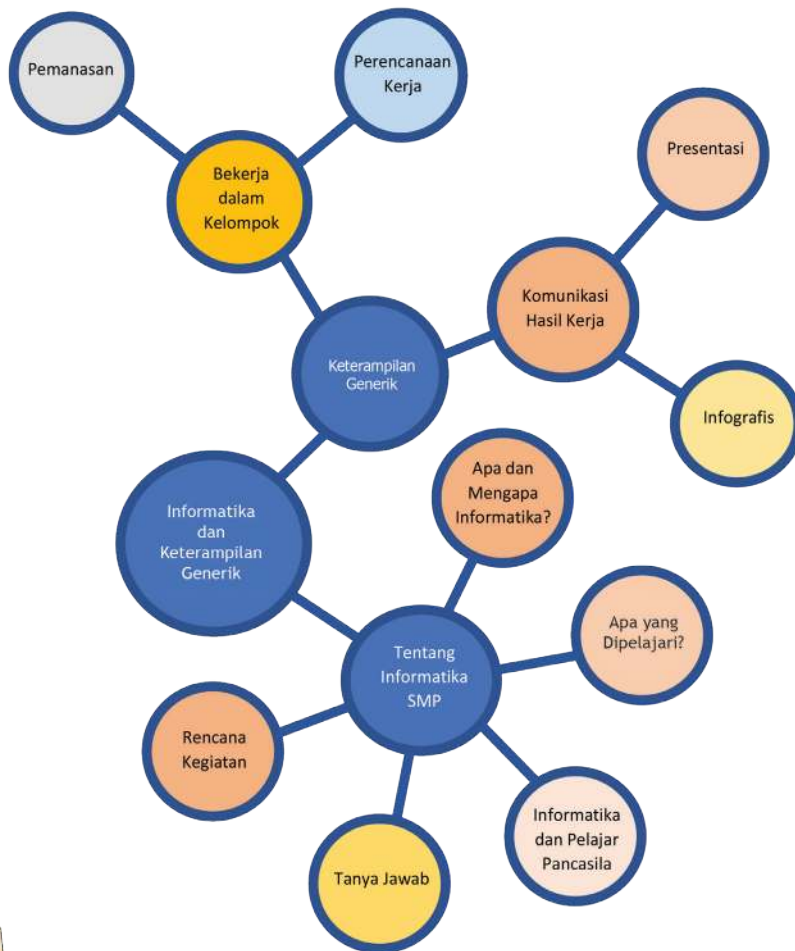 Pemanasan
Perencanaan
Kerja
Bekerja
dalam
Kelompok
Presentasi
Komunikasi
Hasil Kerja
Keterampilan
Generik
Infografis
Apa dan
Mengapa
Informatika?
Informatika
dan
Keterampilan
Generik
Apa yang
Dipelajari?
Tentang
Informatika
SMP
Rencana
Kegiatan
Informatika
dan Pelajar
Pancasila
Tanya Jawab